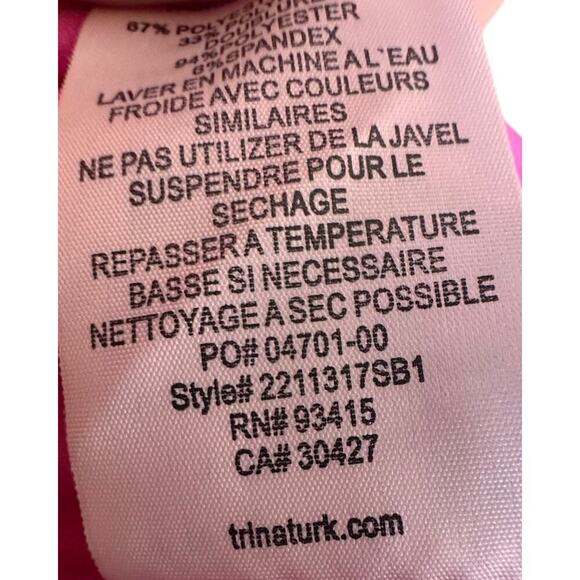 67%
33% POLYESTER
94% POLYESTER
6% SPANDEX
LAVER EN MACHINE A L'EAU
FROIDE AVEC COULEURS
SIMILAIRES
NE PAS UTILIZER DE LA JAVEL
SUSPENDRE POUR LE
SECHAGE
REPASSER A TEMPERATURE
BASSE SI NECESSAIRE
NETTOYAGE A SEC POSSIBLE
PO# 04701-00
Style# 2211317SB1
RN# 93415
CA# 30427
trinaturk.com